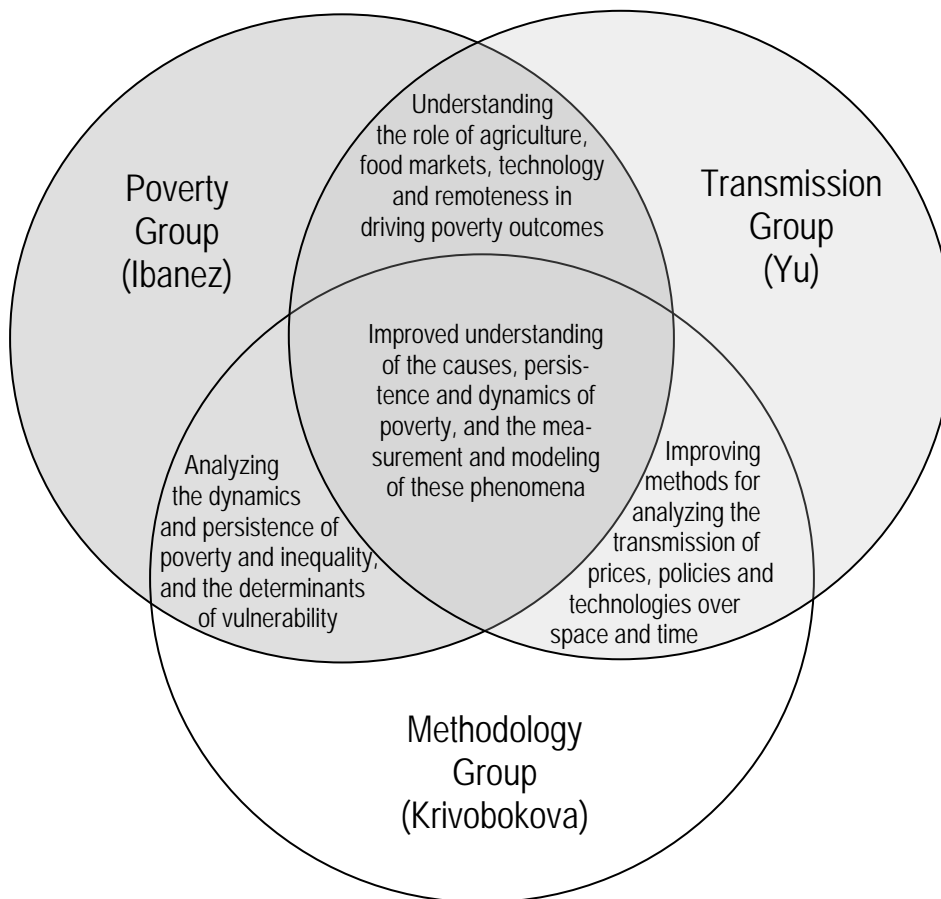 Understanding
the role of agriculture,
food markets, technology
and remoteness in
driving poverty outcomes
Poverty
Group
(Ibanez)
Transmission
Group
(Yu)
Improved understanding
of the causes, persis-
tence and dynamics of
poverty, and the mea-
surement and modeling
of these phenomena
Analyzing
the dynamics
and persistence of
poverty and inequality,
and the determinants
of vulnerability
Improving
methods for
analyzing the
transmission of
prices, policies and
technologies over
space and time
Methodology
Group
(Krivobokova)